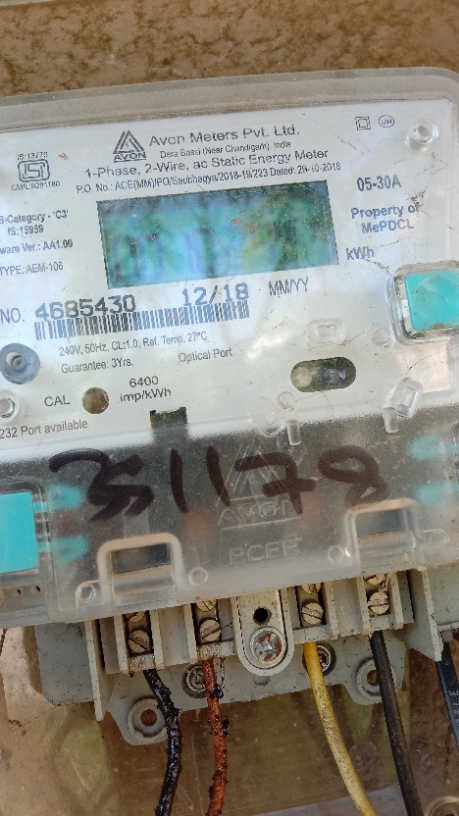 IS:13779
Avon Meters Pvt. Ltd.
AVON
Dera Bassi (Near Chandigarh) India
1-Phase, 2-Wire, ac Static Energy Meter
P.O. No.: ACE(MM)/PO/Saubhagya/2018-19/223 Dated: 29-10-2018
05-30A
-Category - 'C3'
IS:15959
Property of
MePDCL
ware Ver.: AA1.00
kWh
TYPE: AEM-106
NO. 4685430 12/18 MM/YY
240V, 50Hz, CL:1.0, Ref. Temp. 27°C
Guarantee: 3Yrs.
Optical Port
CAL
6400
imp/kWh
232 Port available
351178
AVON